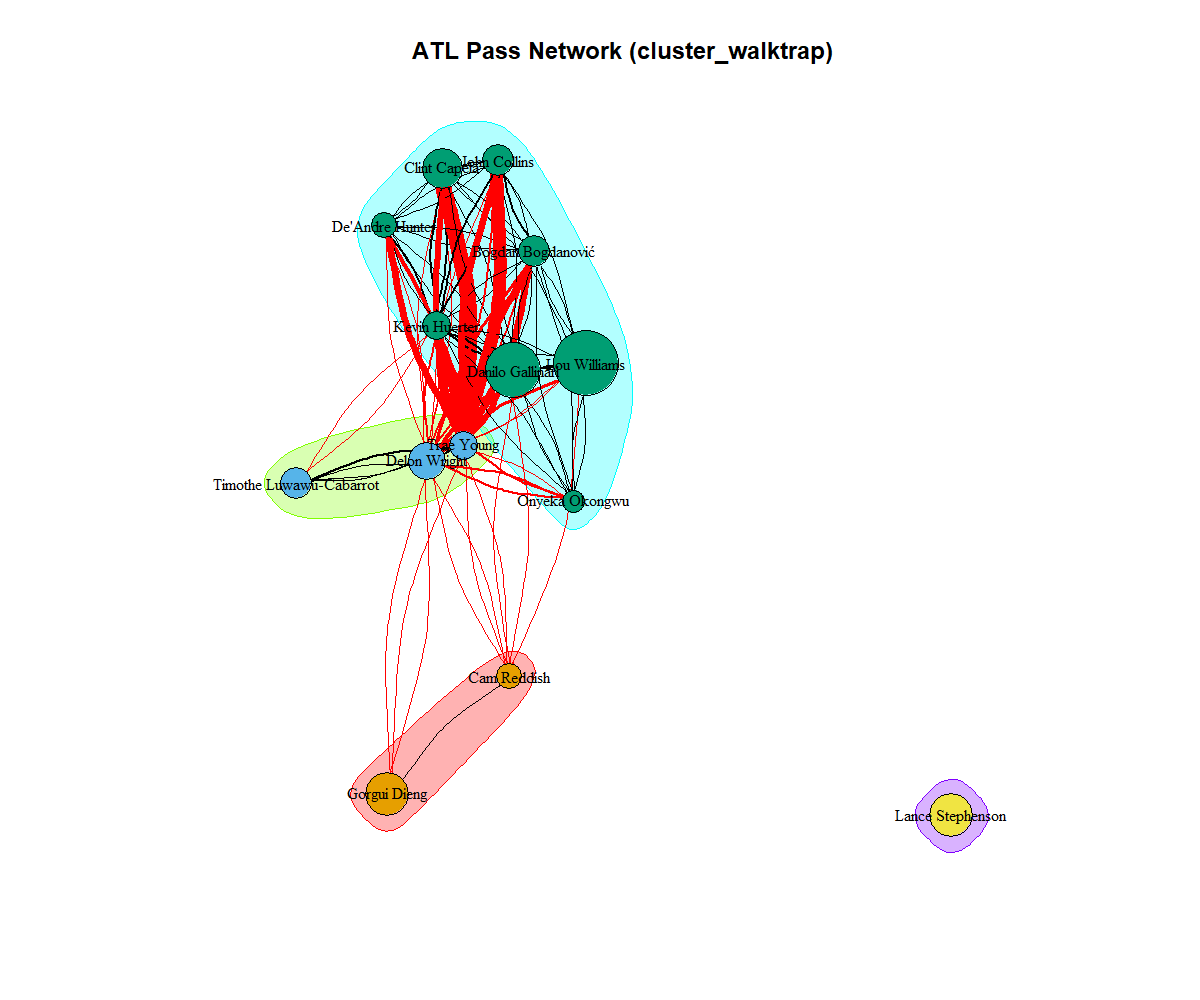 ATL Pass Network (cluster_walktrap)
John Collins
Clint Capela
De'Andre Hunter
Bogdan Bogdanović
Kevin Huerter
Lou Williams
Danilo Gallinari
Trae Young
Delon Wright
Timothe Luwawu-Cabarrot
Onyeka Okongwu
Cam Reddish
Gorgui Dieng
Lance Stephenson